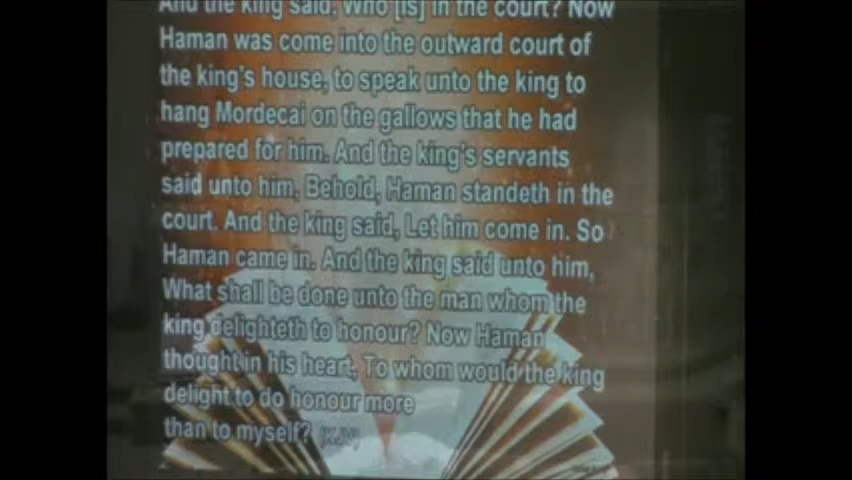 And the king said, Who [is] in the court? Now
Haman was come into the outward court of
the king's house, to speak unto the king to
hang Mordecai on the gallows that he had
prepared for him. And the king's servants
said unto him, Behold, Haman standeth in the
court. And the king said, Let him come in. So
Haman came in. And the king said unto him,
What shall be done unto the man whom the
king delighteth to honour? Now Haman
thought in his heart, To whom would the king
delight to do honour more
than to myself? (KJV)